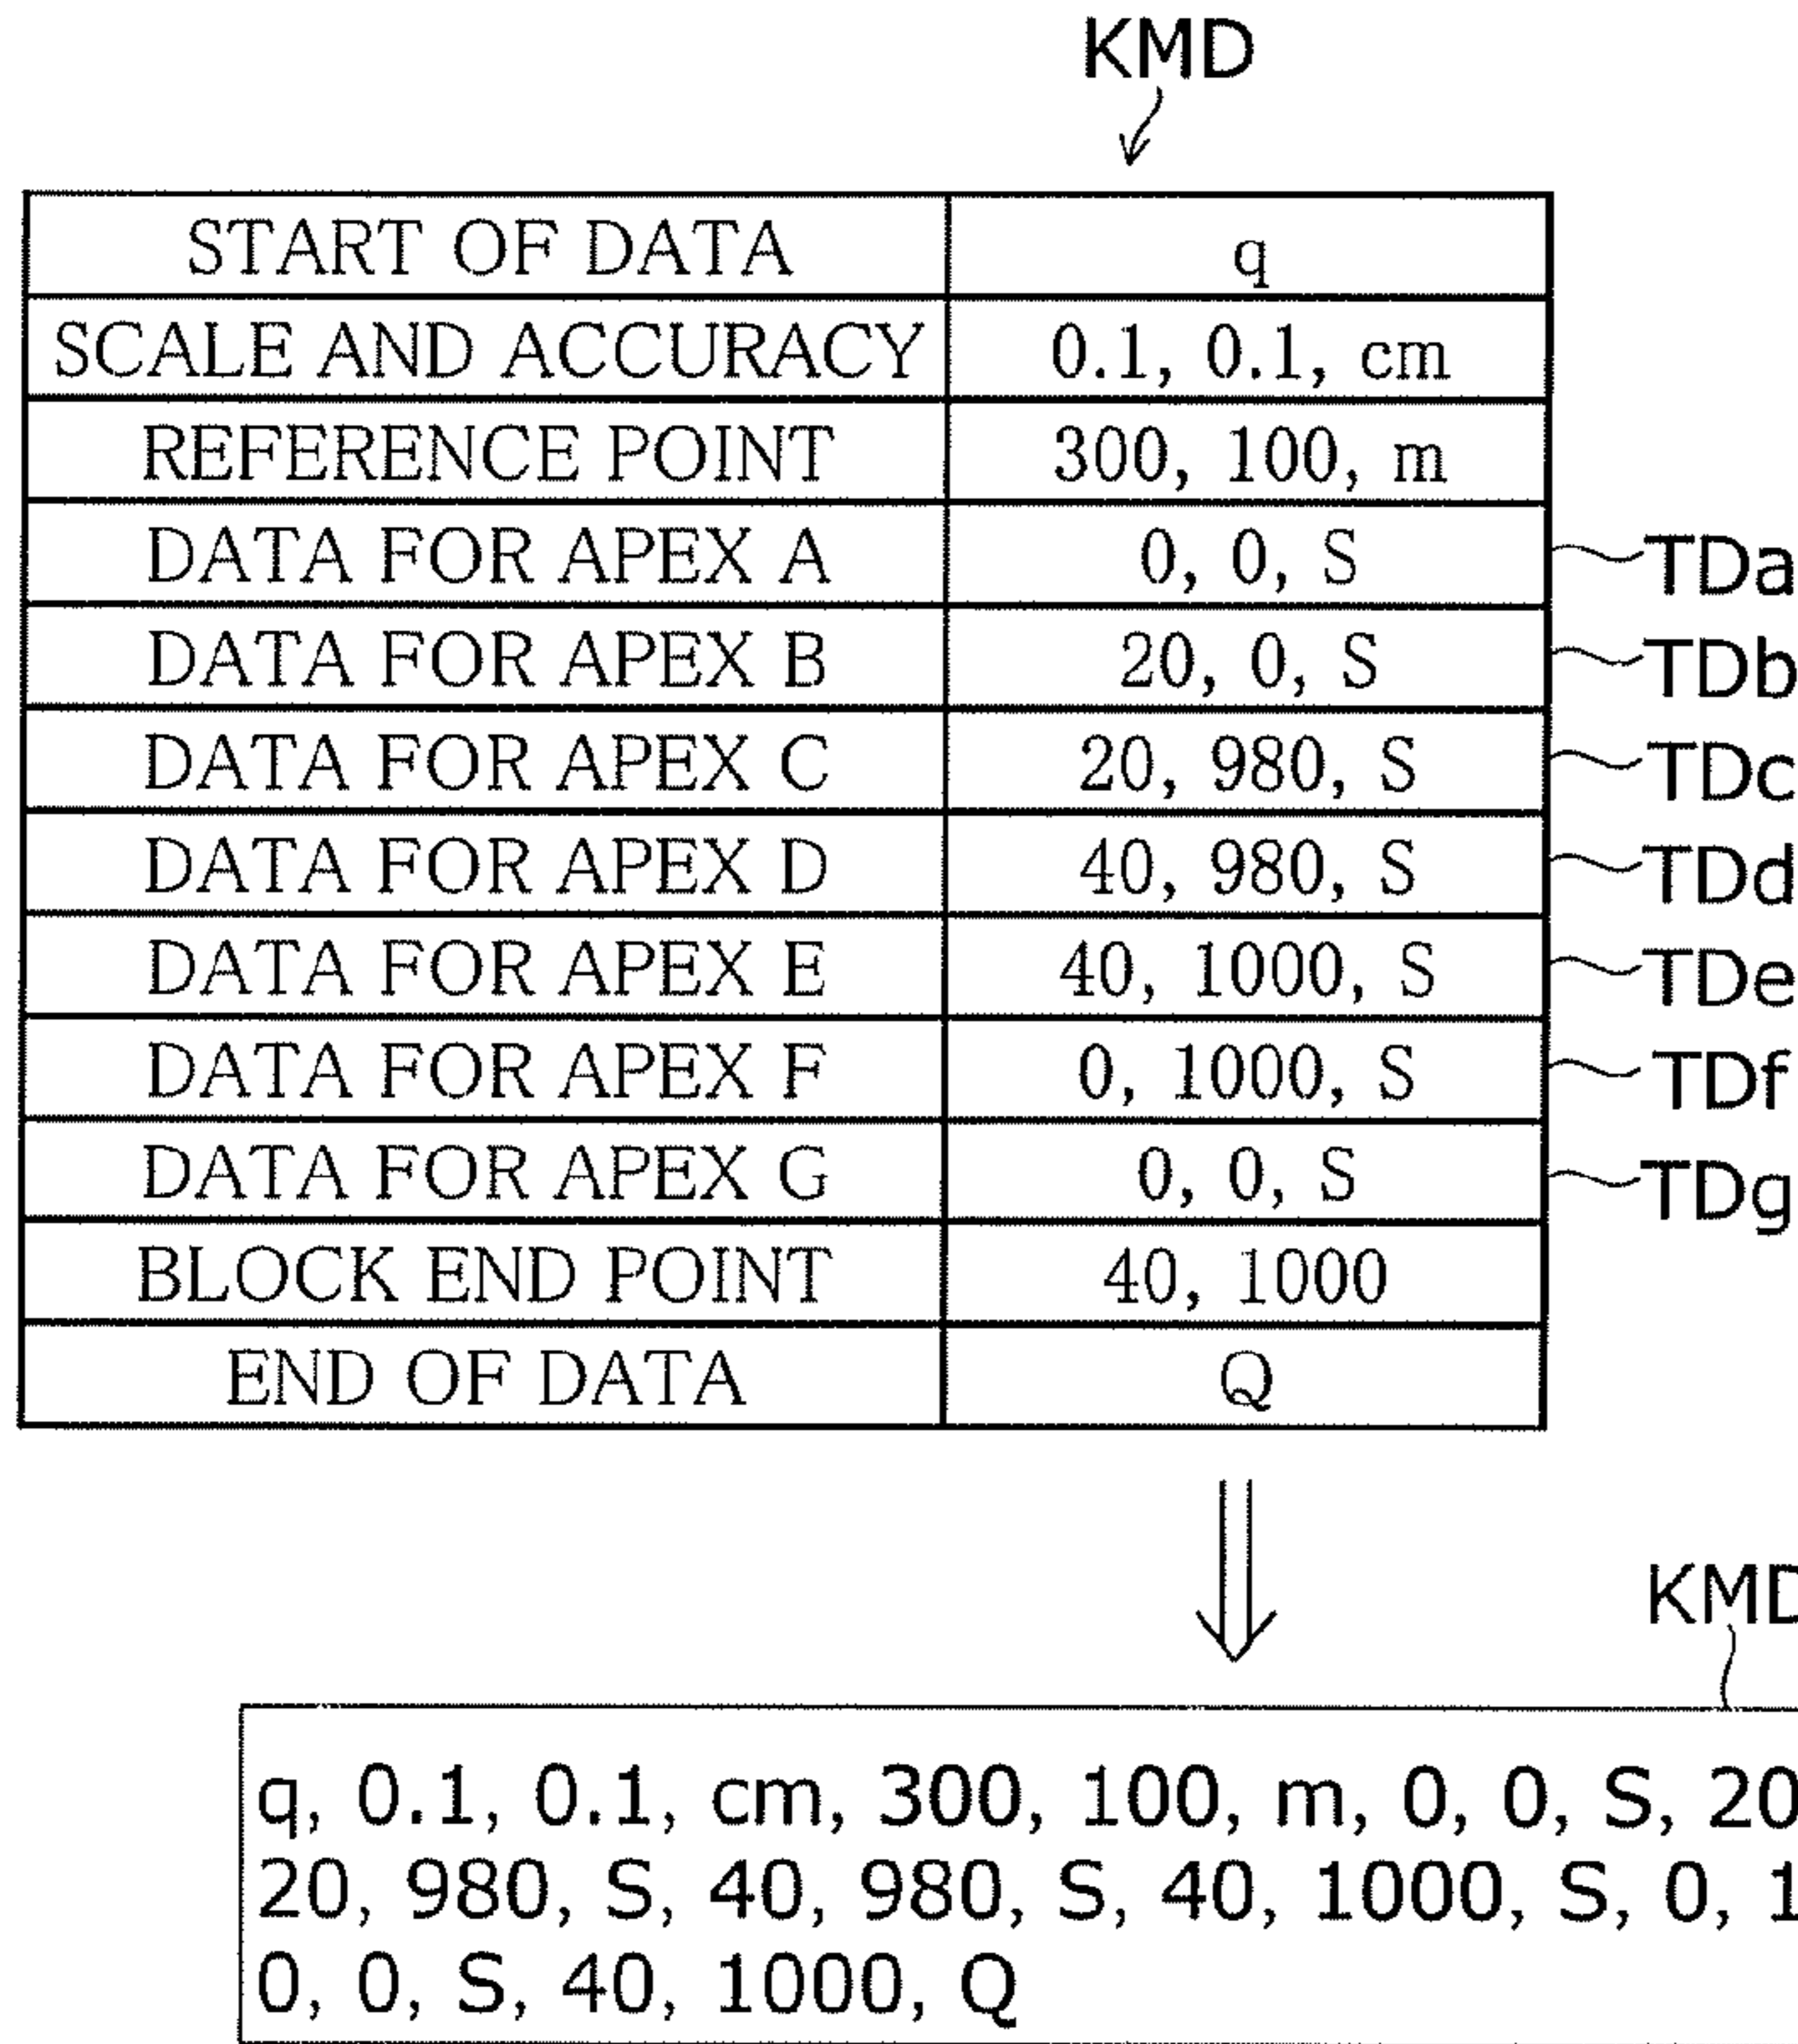 KMD
START OF DATA q
SCALE AND ACCURACY 0.1, 0.1, cm
REFERENCE POINT 300, 100, m
DATA FOR APEX A 0, 0, S TDa
DATA FOR APEX B 20, 0, S TDb
DATA FOR APEX C 20, 980, S TDc
DATA FOR APEX D 40, 980, S TDd
DATA FOR APEX E 40, 1000, S TDe
DATA FOR APEX F 0, 1000, S TDf
DATA FOR APEX G 0, 0, S TDg
BLOCK END POINT 40, 1000
END OF DATA Q
KMD
q, 0.1, 0.1, cm, 300, 100, m, 0, 0, S, 20
20, 980, S, 40, 980, S, 40, 1000, S, 0, 1
0, 0, S, 40, 1000, Q